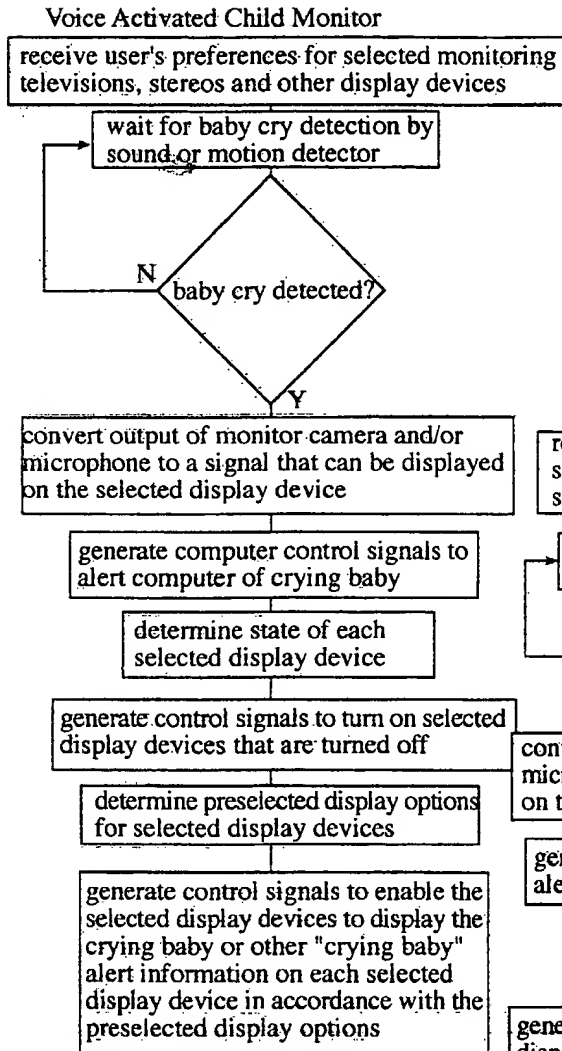 Voice Activated Child Monitor
receive user's preferences for selected monitoring
televisions, stereos and other display devices
wait for baby cry detection by
sound or motion detector
N
baby cry detected?
Y
convert output of monitor camera and/or
microphone to a signal that can be displayed
on the selected display device
generate computer control signals to
alert computer of crying baby
determine state of each
selected display device
generate control signals to turn on selected
display devices that are turned off
determine preselected display options
for selected display devices
generate control signals to enable the
selected display devices to display the
crying baby or other "crying baby"
alert information on each selected
display device in accordance with the
preselected display options
s
s
mic
on t
ale
gene